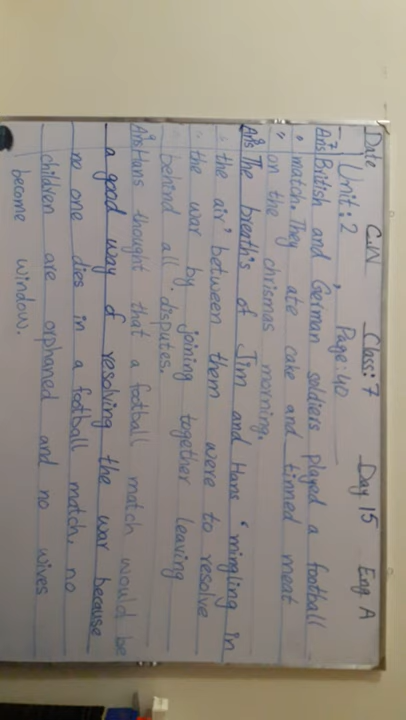 Date C.W Class: 7 Day 15 Eng A
Unit: 2 Page: 40
Ans7 British and German soldiers played a football
match. They ate cake and tinned meat
on the chrismas morning.
Ans8 The breath's of Jim and Hans 'mingling in
the air' between them were to resolve
the war by joining together leaving
behind all disputes.
Ans9 Hans thought that a football match would be
a good way of resolving the war because
no one dies in a football match, no
children are orphaned and no wives
become window.